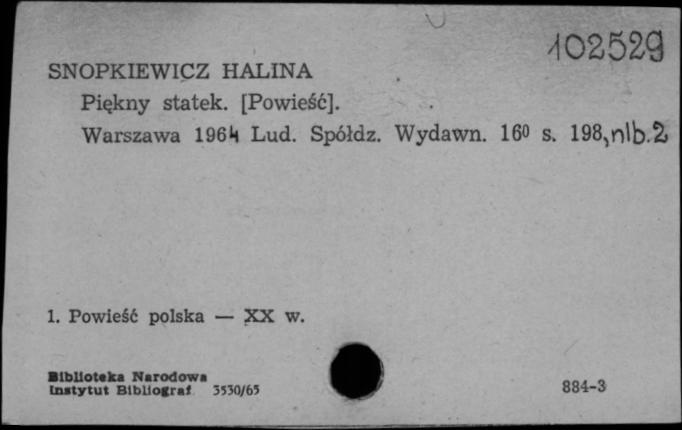 102529
SNOPKIEWICZ HALINA
Piękny statek. [Powieść].
Warszawa 1964 Lud. Spółdz. Wydawn. 16⁰ s. 198, nlb. 2
1. Powieść polska — XX w.
Biblioteka Narodowa
Instytut Bibliograf. 3530/65
884-3